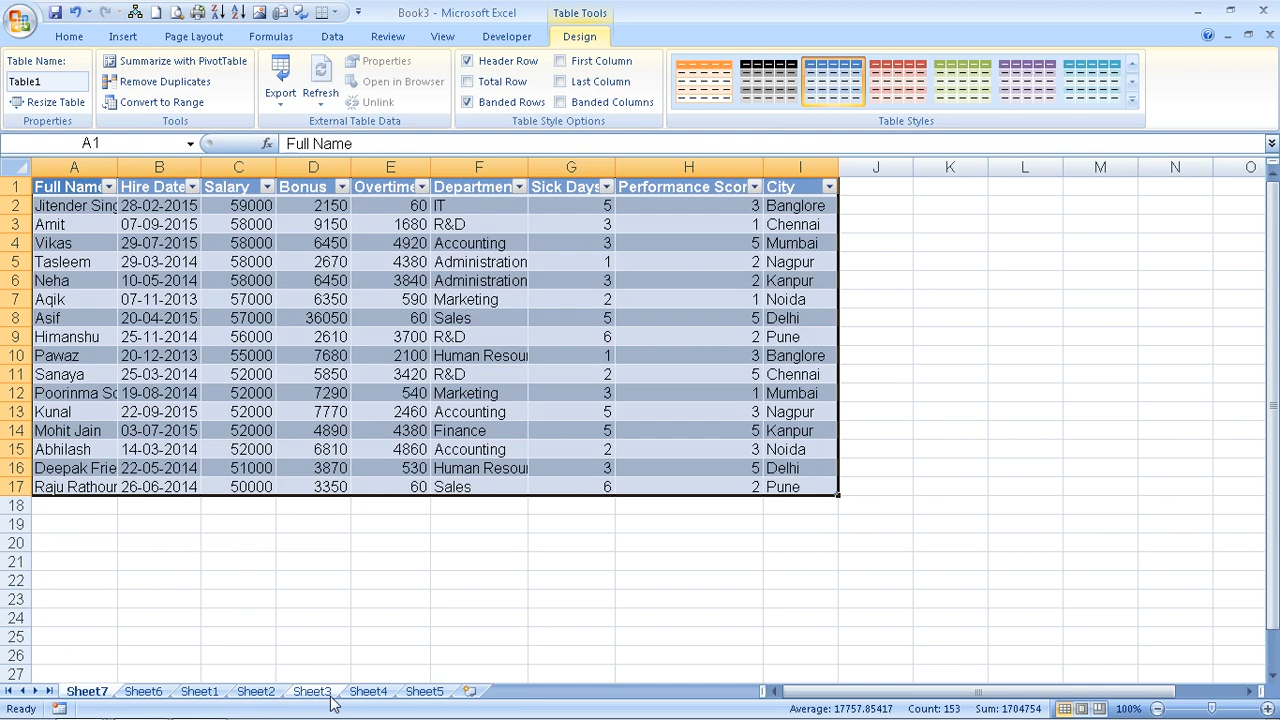 Book3 - Microsoft Excel
Table Tools
Home Insert Page Layout Formulas Data Review View Developer Design
Table Name:
Table1
Resize Table
Properties
Summarize with PivotTable
Remove Duplicates
Convert to Range
Tools
Export
Refresh
Properties
Open in Browser
Unlink
External Table Data
Header Row First Column
Total Row Last Column
Banded Rows Banded Columns
Table Style Options
Table Styles
A1 fx Full Name
A B C D E F G H I J K L M N O
1 Full Name Hire Date Salary Bonus Overtime Departmen Sick Days Performance Scor City
2 Jitender Sing 29-02-2015 59000 2150 60 IT 5 3 Banglore
3 Amit 07-09-2015 58000 9150 1680 R&D 3 1 Chennai
4 Vikas 29-07-2015 58000 6450 4920 Accounting 3 5 Mumbai
5 Tasleem 29-03-2014 58000 2670 4380 Administration 1 2 Nagpur
6 Neha 10-05-2014 58000 6450 3840 Administration 3 2 Kanpur
7 Aqik 07-11-2013 57000 6350 590 Marketing 2 1 Noida
8 Asif 20-04-2015 57000 36050 60 Sales 5 5 Delhi
9 Himanshu 25-11-2014 56000 2610 3700 R&D 6 2 Pune
10 Pawaz 20-12-2013 55000 7680 2100 Human Resour 1 3 Banglore
11 Sanaya 25-03-2014 52000 5850 3420 R&D 2 5 Chennai
12 Poorinma Sc 19-08-2014 52000 7290 540 Marketing 3 1 Mumbai
13 Kunal 22-09-2015 52000 7770 2460 Accounting 5 3 Nagpur
14 Mohit Jain 03-07-2015 52000 4890 4380 Finance 5 5 Kanpur
15 Abhilash 14-03-2014 52000 6810 4860 Accounting 2 3 Noida
16 Deepak Frie 22-05-2014 51000 3870 530 Human Resour 3 5 Delhi
17 Raju Rathour 26-06-2014 50000 3350 60 Sales 6 2 Pune
18
19
20
21
22
23
24
25
26
27
Sheet7 Sheet6 Sheet1 Sheet2 Sheet3 Sheet4 Sheet5
Ready Average: 17757.85417 Count: 153 Sum: 1704754 100%